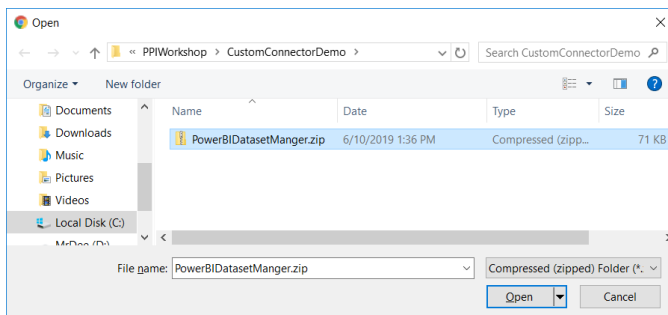 Open
« PPIWorkshop > CustomConnectorDemo >
Search CustomConnectorDemo
Organize New folder
Name Date Type Size
Documents
PowerBIDatasetManger.zip 6/10/2019 1:36 PM Compressed (zipp... 71 KB
Downloads
Music
Pictures
Videos
Local Disk (C:)
File name: PowerBIDatasetManger.zip Compressed (zipped) Folder (*.
Open Cancel